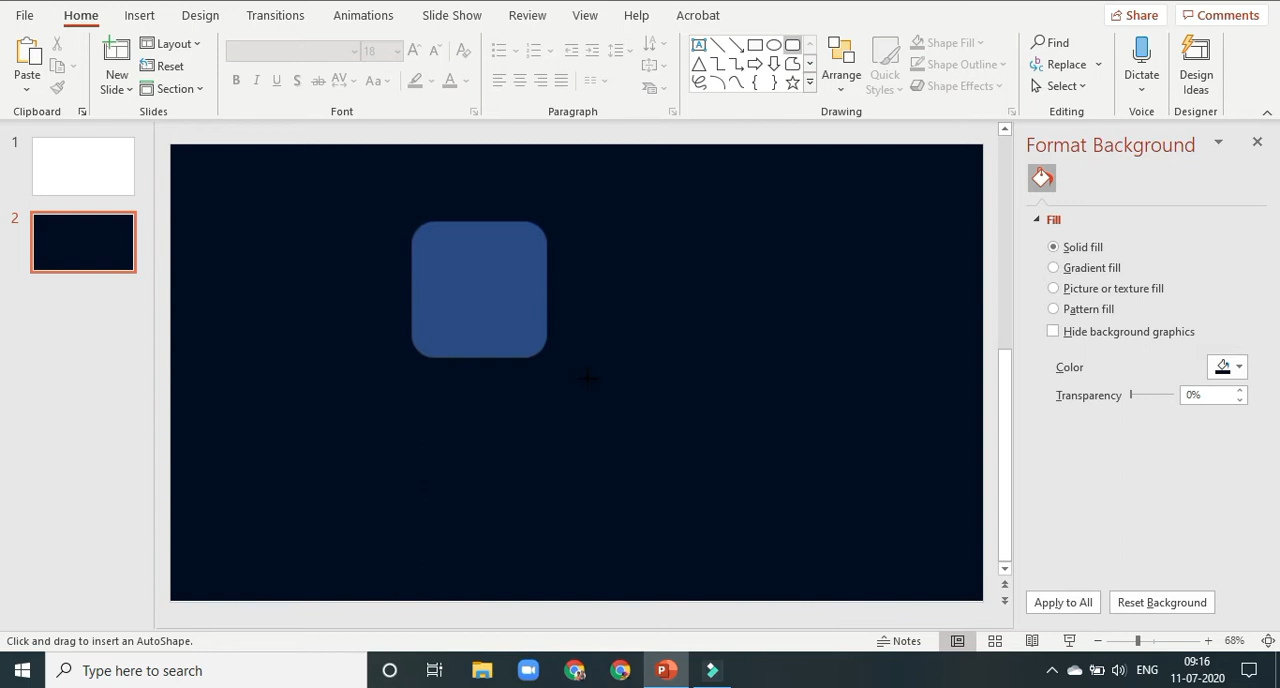 File Home Insert Design Transitions Animations Slide Show Review View Help Acrobat Share Comments
Paste
New
Slide
Layout
Reset
Section
18
Aa
Arrange
Quick
Styles
Shape Fill
Shape Outline
Shape Effects
Find
Replace
Select
Dictate
Design
Ideas
Clipboard Slides Font Paragraph Drawing Editing Voice Designer
1
2
Format Background
Fill
Solid fill
Gradient fill
Picture or texture fill
Pattern fill
Hide background graphics
Color
Transparency 0%
Apply to All Reset Background
Click and drag to insert an AutoShape. Notes 68%
Type here to search
ENG
09:16
11-07-2020